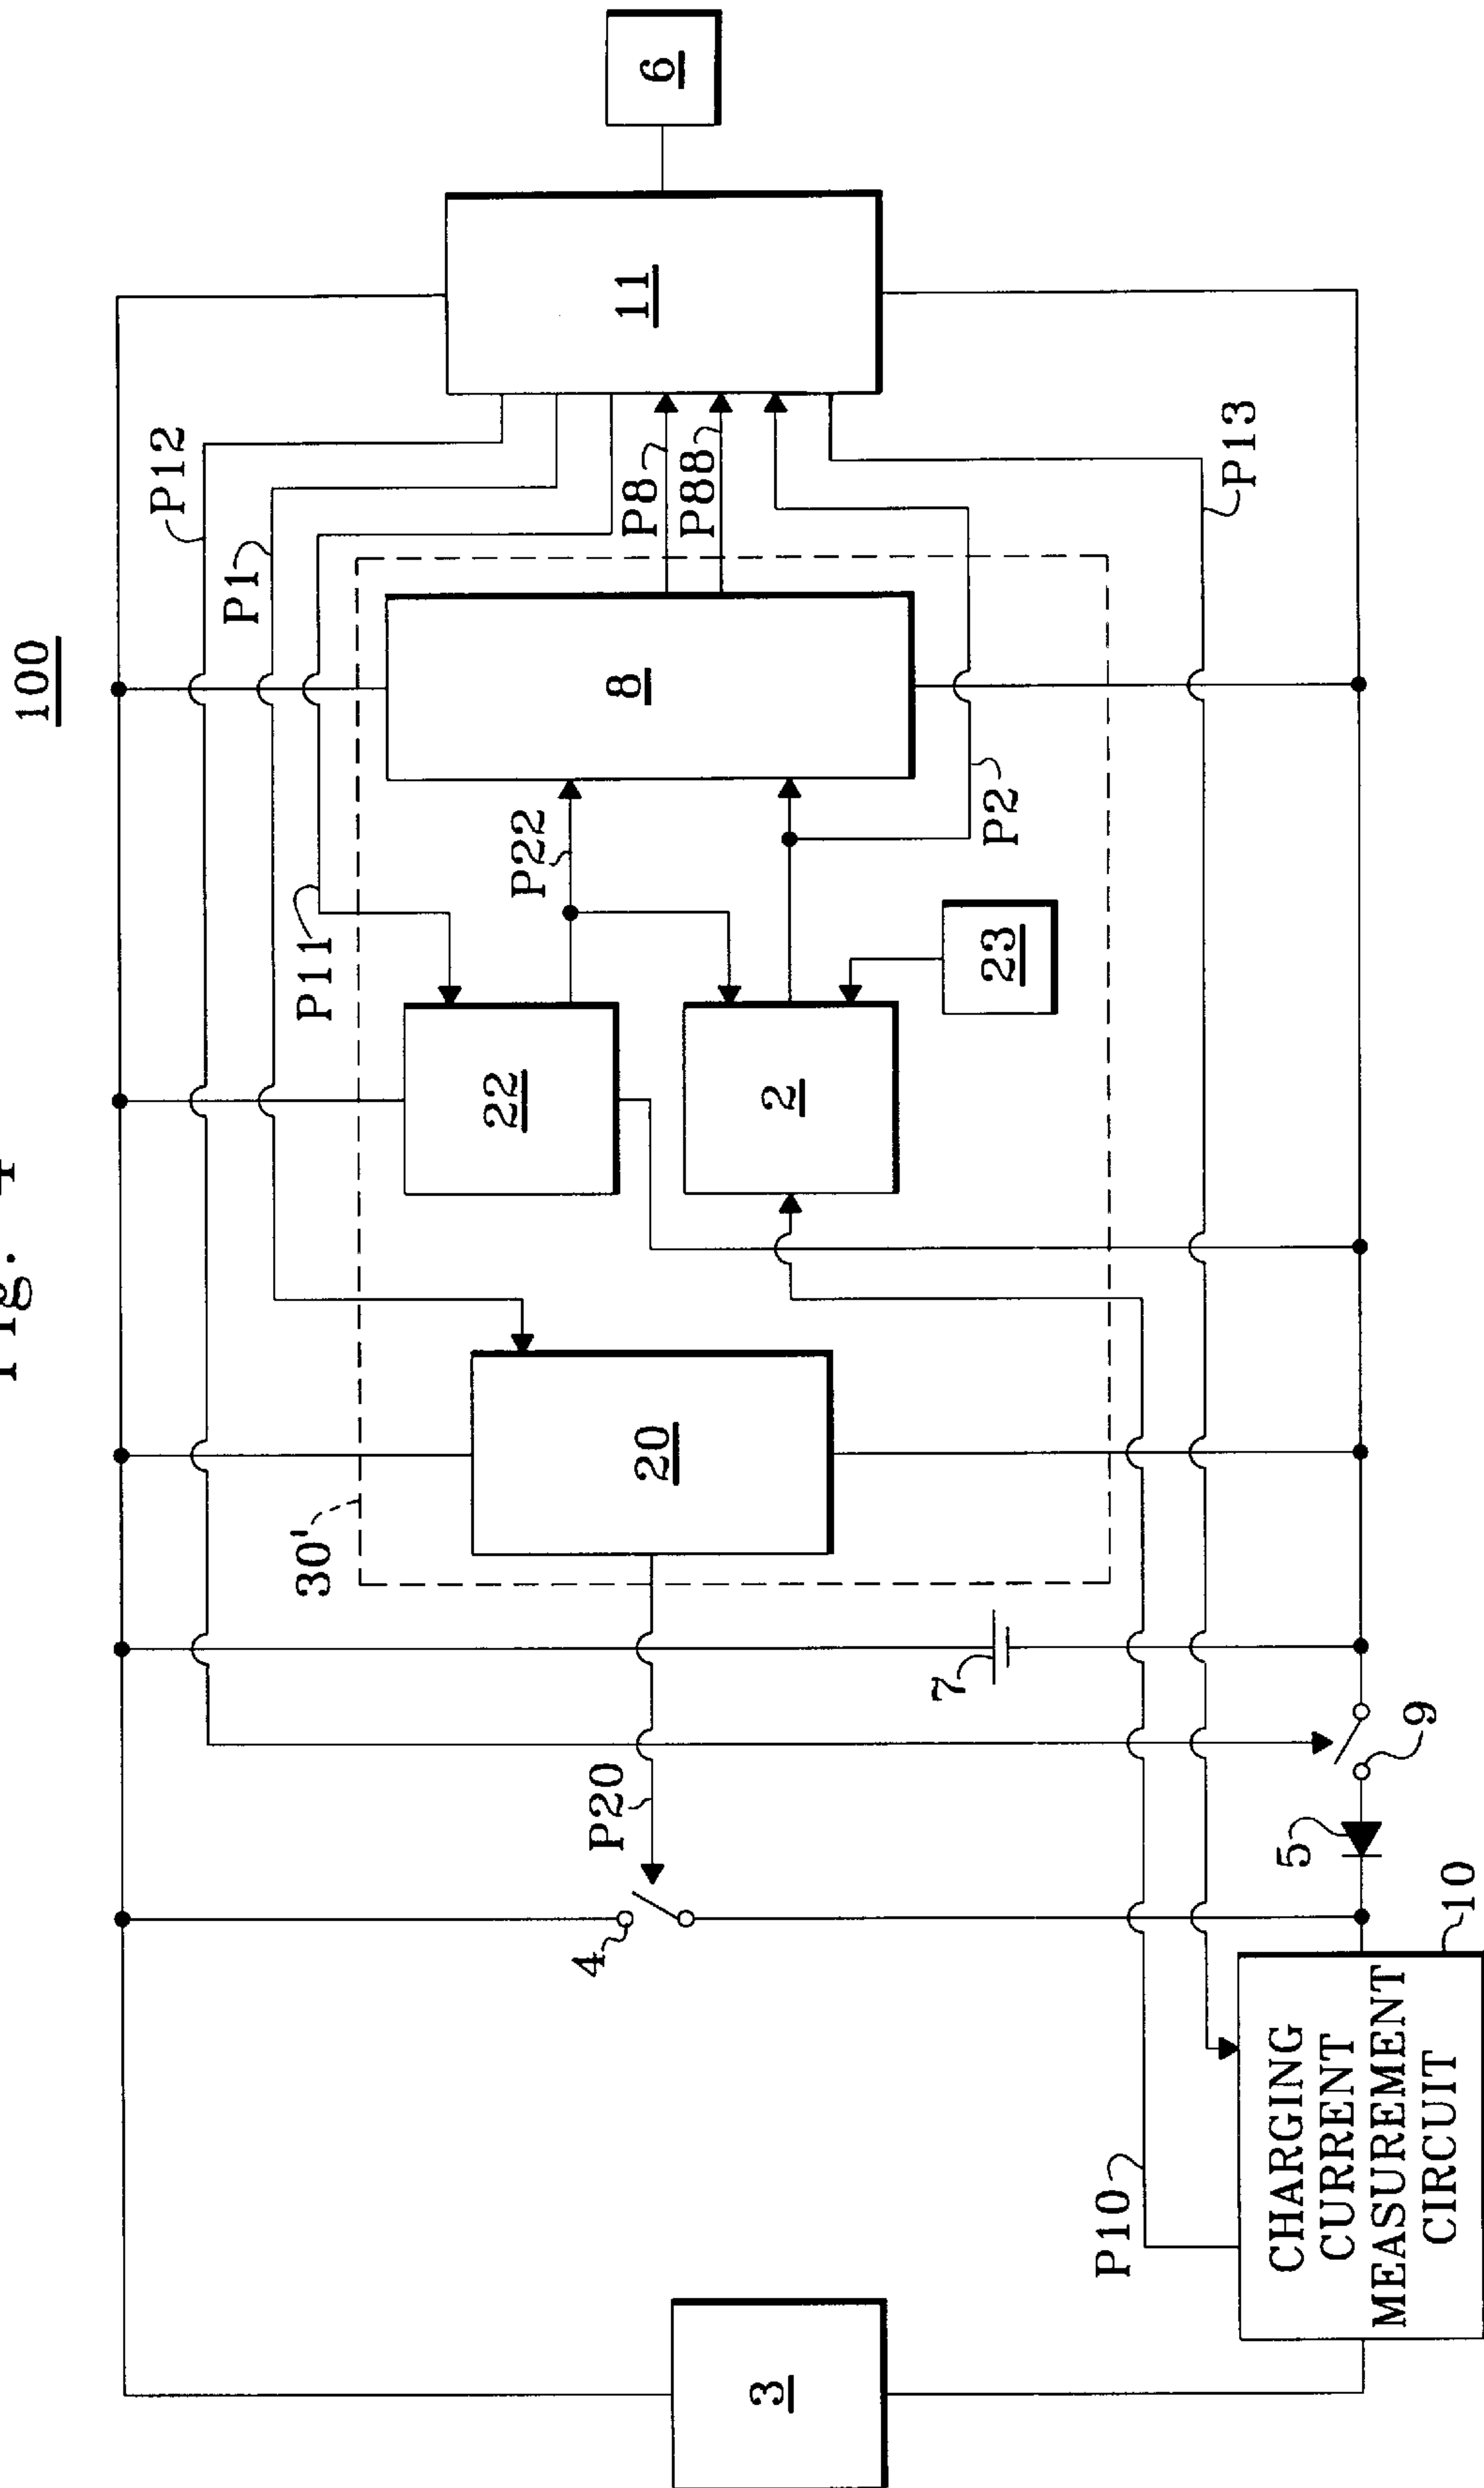 Fig. 4
100
P12
P1
P11
P8
P88
P13
6
11
8
P22
P2
22
2
23
20
30'
P20
7
4
5
9
10
P10
3
CHARGING
CURRENT
MEASUREMENT
CIRCUIT